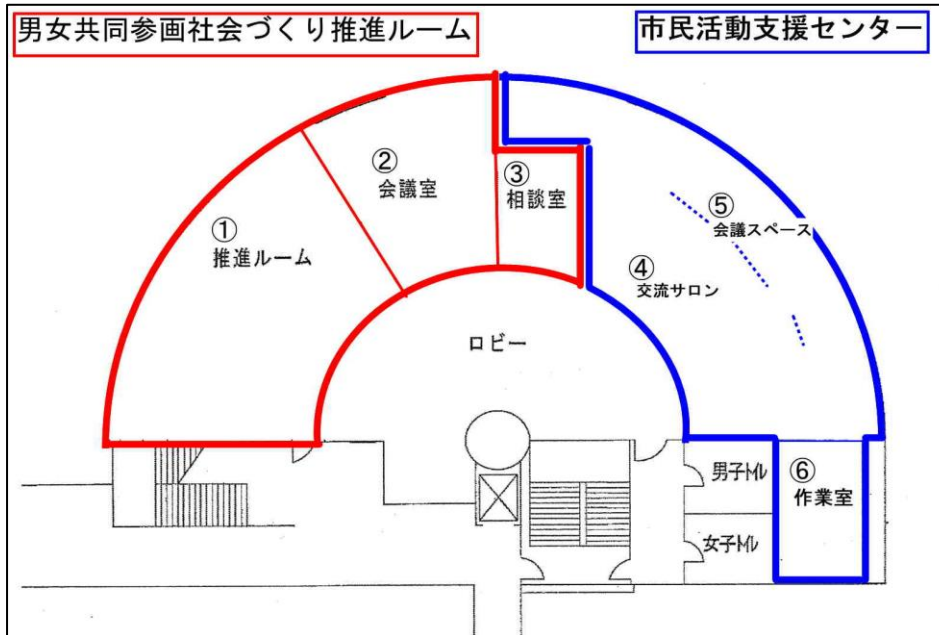 男女共同参画社会づくり推進ルーム
市民活動支援センター
①
推進ルーム
②
会議室
③
相談室
④
交流サロン
⑤
会議スペース
ロビー
男子トイレ
女子トイレ
⑥
作業室